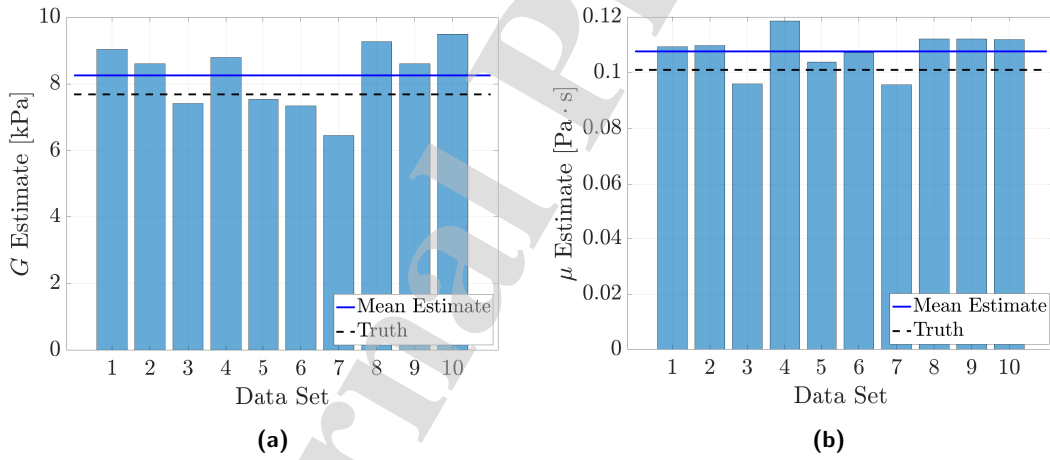 10
8
6
4
2
0
G Estimate [kPa]
Mean Estimate
Truth
1 2 3 4 5 6 7 8 9 10
Data Set
(a)
0.12
0.1
0.08
0.06
0.04
0.02
0
μ Estimate [Pa · s]
Mean Estimate
Truth
1 2 3 4 5 6 7 8 9 10
Data Set
(b)
rnal P